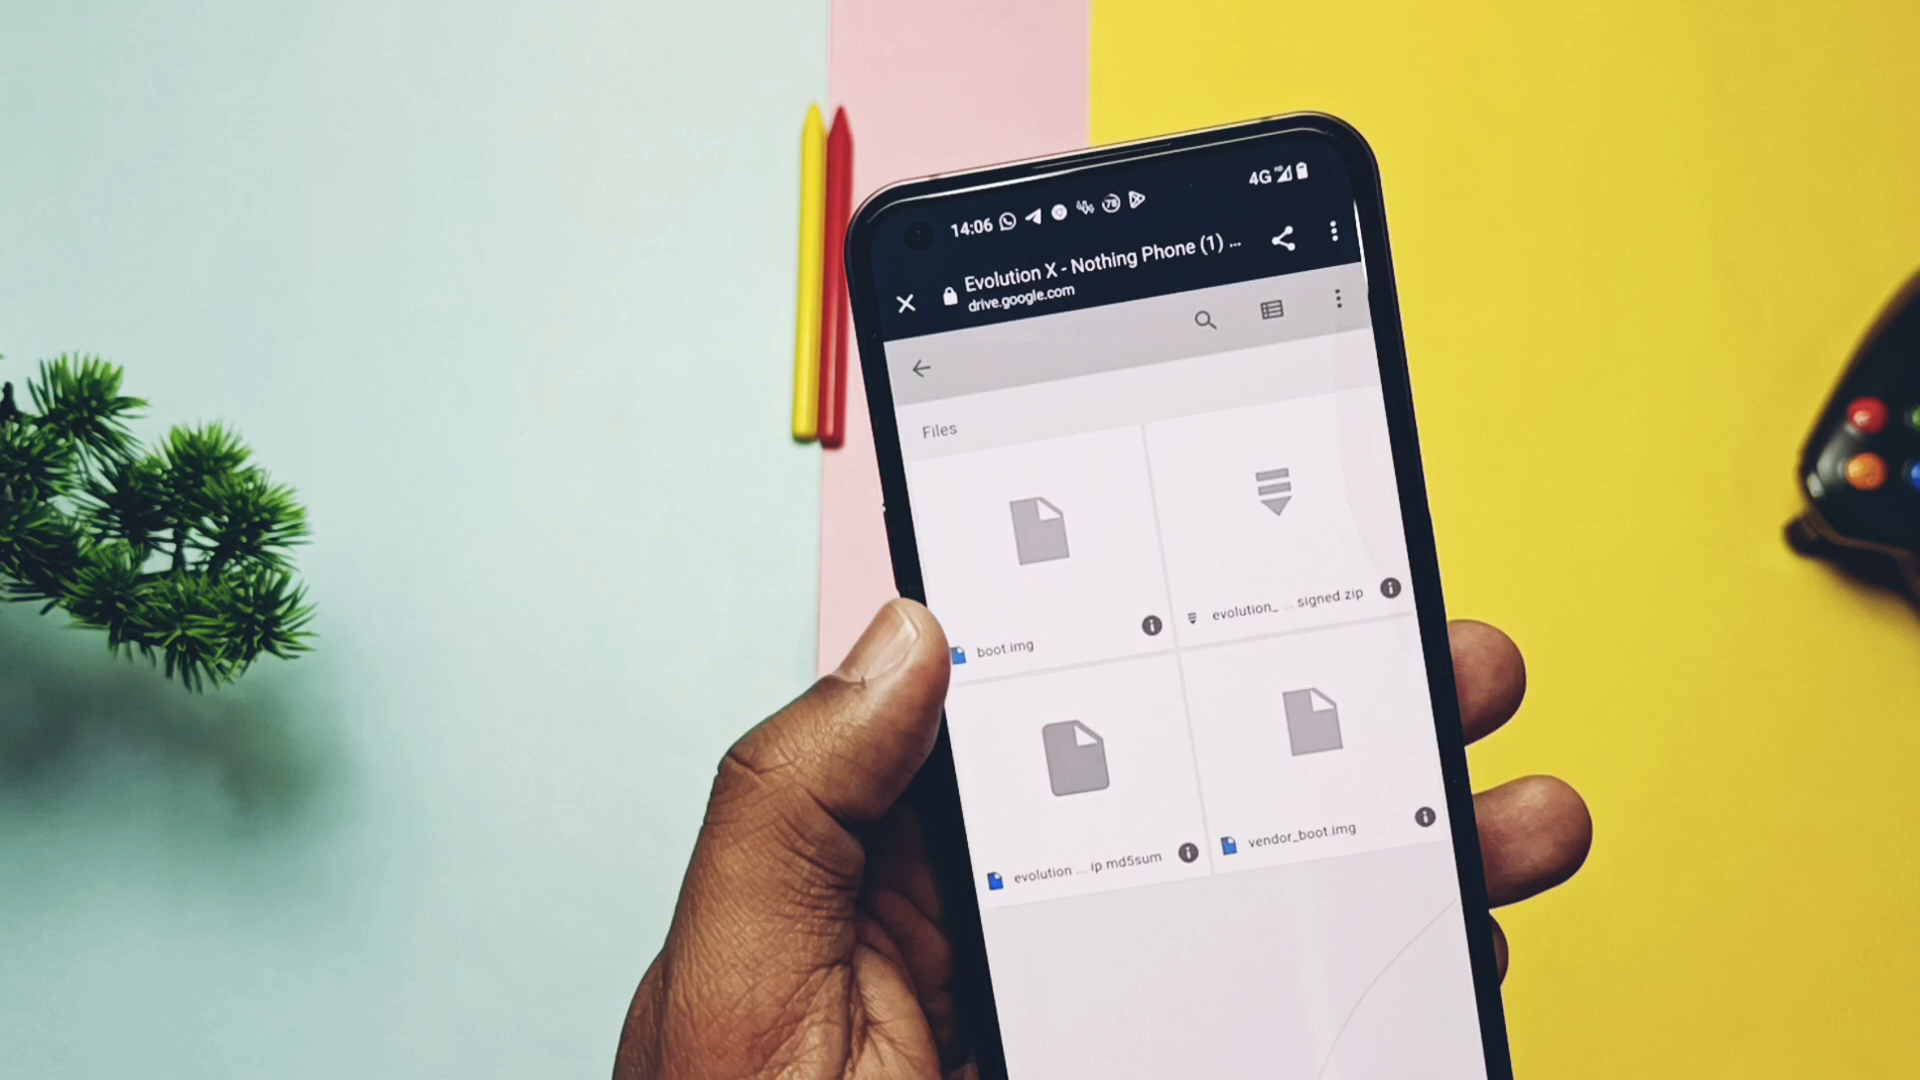 14:06
4G
Evolution X - Nothing Phone (1) ...
drive.google.com
Files
boot.img
evolution_ ... signed.zip
evolution ... ip.md5sum
vendor_boot.img